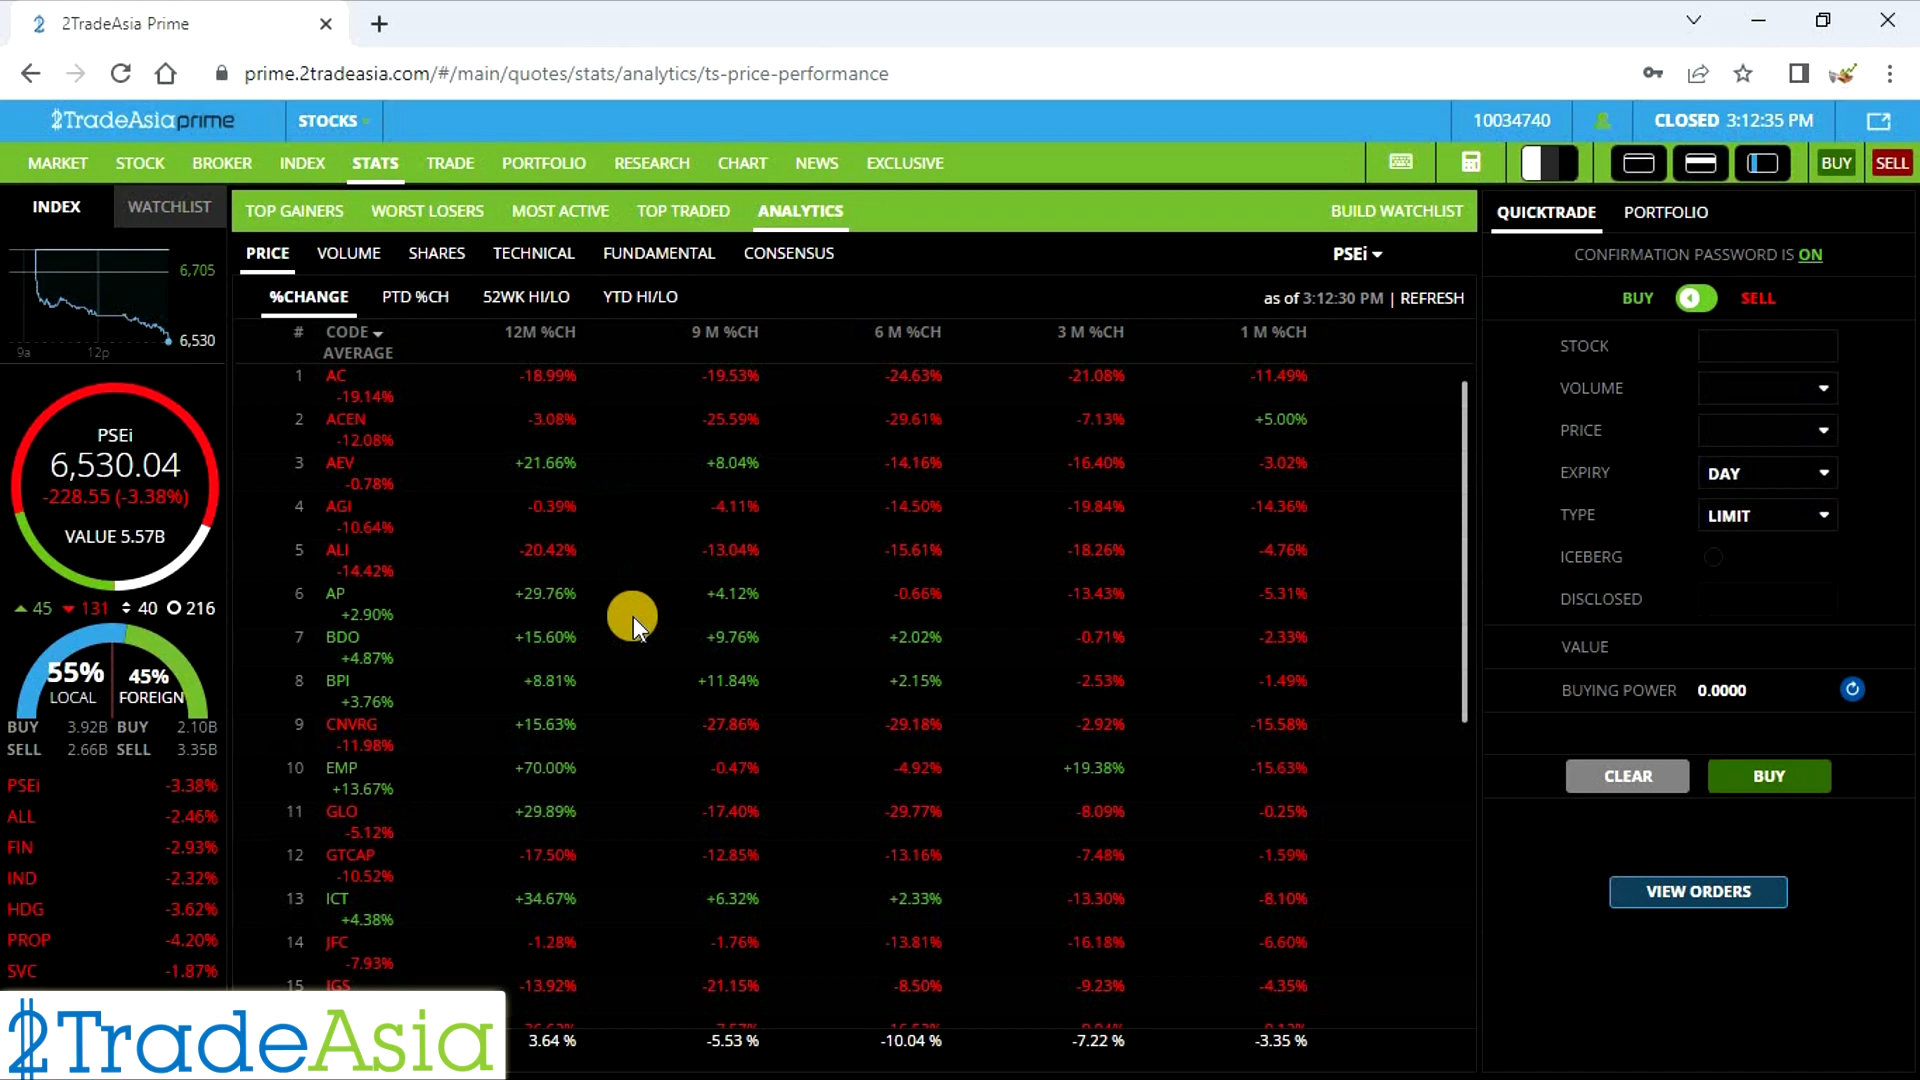 2TradeAsia Prime
prime.2tradeasia.com/#/main/quotes/stats/analytics/ts-price-performance
2TradeAsiaprime STOCKS 10034740 CLOSED 3:12:35 PM
MARKET STOCK BROKER INDEX STATS TRADE PORTFOLIO RESEARCH CHART NEWS EXCLUSIVE BUY SELL
INDEX WATCHLIST
6,705
6,530
9a 12p
PSEi
6,530.04
-228.55 (-3.38%)
VALUE 5.57B
45 131 40 216
55% 45%
LOCAL FOREIGN
BUY 3.92B BUY 2.10B
SELL 2.66B SELL 3.35B
PSEi -3.38%
ALL -2.46%
FIN -2.93%
IND -2.32%
HDG -3.62%
PROP -4.20%
SVC -1.87%
TOP GAINERS WORST LOSERS MOST ACTIVE TOP TRADED ANALYTICS BUILD WATCHLIST
PRICE VOLUME SHARES TECHNICAL FUNDAMENTAL CONSENSUS PSEi
%CHANGE PTD %CH 52WK HI/LO YTD HI/LO as of 3:12:30 PM | REFRESH
# CODE 12M %CH 9 M %CH 6 M %CH 3 M %CH 1 M %CH
AVERAGE
1 AC -18.99% -19.53% -24.63% -21.08% -11.49%
-19.14%
2 ACEN -3.08% -25.59% -29.61% -7.13% +5.00%
-12.08%
3 AEV +21.66% +8.04% -14.16% -16.40% -3.02%
-0.78%
4 AGI -0.39% -4.11% -14.50% -19.84% -14.36%
-10.64%
5 ALI -20.42% -13.04% -15.61% -18.26% -4.76%
-14.42%
6 AP +29.76% +4.12% -0.66% -13.43% -5.31%
+2.90%
7 BDO +15.60% +9.76% +2.02% -0.71% -2.33%
+4.87%
8 BPI +8.81% +11.84% +2.15% -2.53% -1.49%
+3.76%
9 CNVRG +15.63% -27.86% -29.18% -2.92% -15.58%
-11.98%
10 EMP +70.00% -0.47% -4.92% +19.38% -15.63%
+13.67%
11 GLO +29.89% -17.40% -29.77% -8.09% -0.25%
-5.12%
12 GTCAP -17.50% -12.85% -13.16% -7.48% -1.59%
-10.52%
13 ICT +34.67% +6.32% +2.33% -13.30% -8.10%
+4.38%
14 JFC -1.28% -1.76% -13.81% -16.18% -6.60%
-7.93%
15 JGS -13.92% -21.15% -8.50% -9.23% -4.35%
3.64 % -5.53 % -10.04 % -7.22 % -3.35 %
QUICKTRADE PORTFOLIO
CONFIRMATION PASSWORD IS ON
BUY SELL
STOCK
VOLUME
PRICE
EXPIRY DAY
TYPE LIMIT
ICEBERG
DISCLOSED
VALUE
BUYING POWER 0.0000
CLEAR BUY
VIEW ORDERS
2TradeAsia